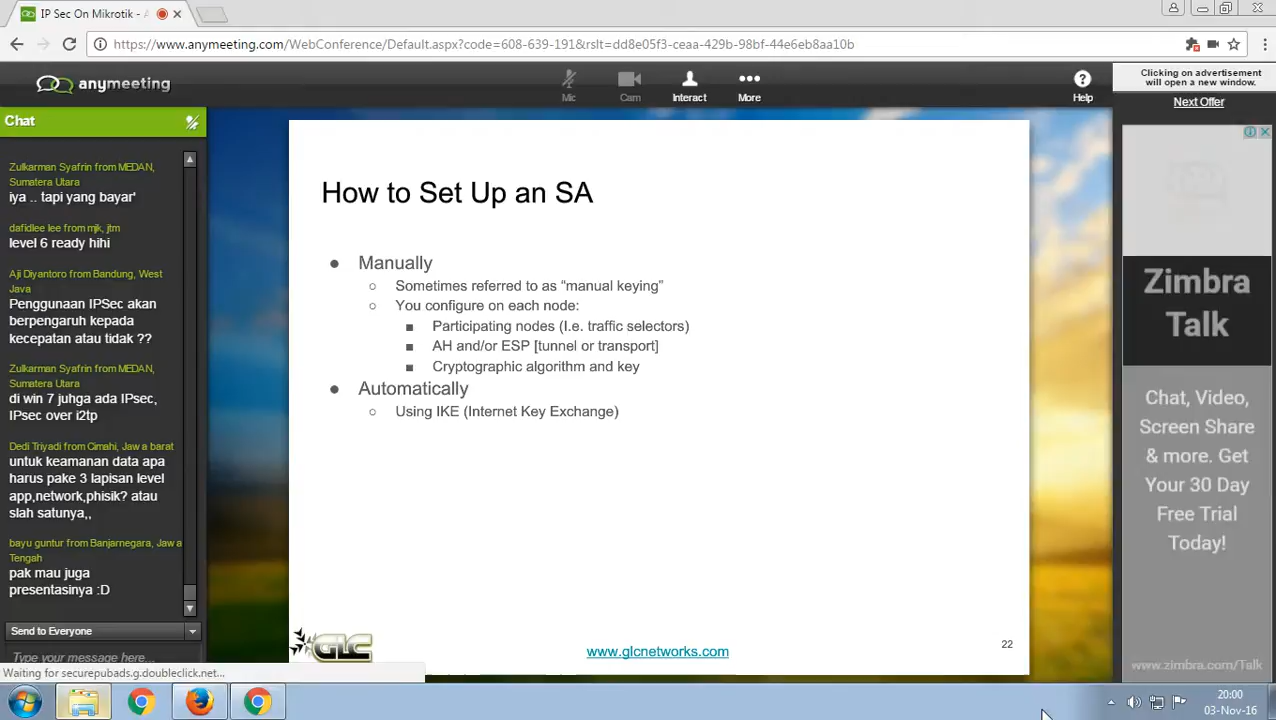 IP Sec On Mikrotik - A
https://www.anymeeting.com/WebConference/Default.aspx?code=608-639-191&rslt=dd8e05f3-ceaa-429b-98bf-44e6eb8aa10b
anymeeting
Mic
Cam
Interact
More
Help
Clicking on advertisement
will open a new window.
Next Offer
Chat
Zulkarman Syafrin from MEDAN,
Sumatera Utara
iya .. tapi yang bayar'
dafidlee lee from mjk, jtm
level 6 ready hihi
Aji Diyantoro from Bandung, West
Java
Penggunaan IPSec akan
berpengaruh kepada
kecepatan atau tidak ??
Zulkarman Syafrin from MEDAN,
Sumatera Utara
di win 7 juhga ada IPsec,
IPsec over i2tp
Dedi Triyadi from Cimahi, Jawa barat
untuk keamanan data apa
harus pake 3 lapisan level
app,network,phisik? atau
slah satunya,,
bayu guntur from Banjarnegara, Jawa
Tengah
pak mau juga
presentasinya :D
Send to Everyone
Type your message here...
Waiting for securepubads.g.doubleclick.net...
How to Set Up an SA
● Manually
○ Sometimes referred to as “manual keying”
○ You configure on each node:
■ Participating nodes (I.e. traffic selectors)
■ AH and/or ESP [tunnel or transport]
■ Cryptographic algorithm and key
● Automatically
○ Using IKE (Internet Key Exchange)
GLC
www.glcnetworks.com
22
Zimbra
Talk
Chat, Video,
Screen Share
& more. Get
Your 30 Day
Free Trial
Today!
www.zimbra.com/Talk
20:00
03-Nov-16